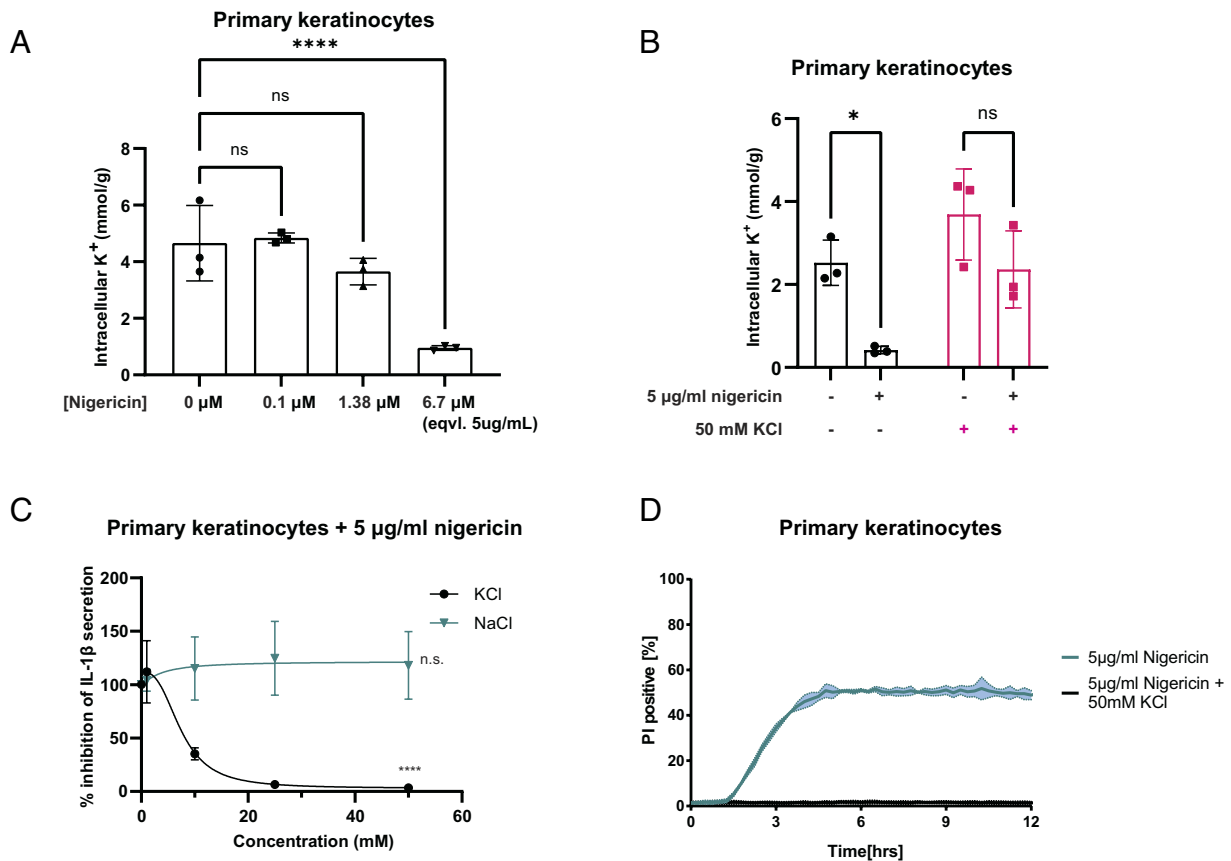 A
Primary keratinocytes
****
ns
ns
Intracellular K⁺ (mmol/g)
8
6
4
2
0
[Nigericin] 0 µM 0.1 µM 1.38 µM 6.7 µM
(eqvl. 5ug/mL)
B
Primary keratinocytes
* ns
Intracellular K⁺ (mmol/g)
6
4
2
0
5 µg/ml nigericin - + - +
50 mM KCl - - + +
C
Primary keratinocytes + 5 µg/ml nigericin
% inhibition of IL-1β secretion
200
150
100
50
0
KCl
NaCl
n.s.
****
0 20 40 60
Concentration (mM)
D
Primary keratinocytes
PI positive [%]
100
80
60
40
20
0
0 3 6 9 12
Time[hrs]
5µg/ml Nigericin
5µg/ml Nigericin +
50mM KCl